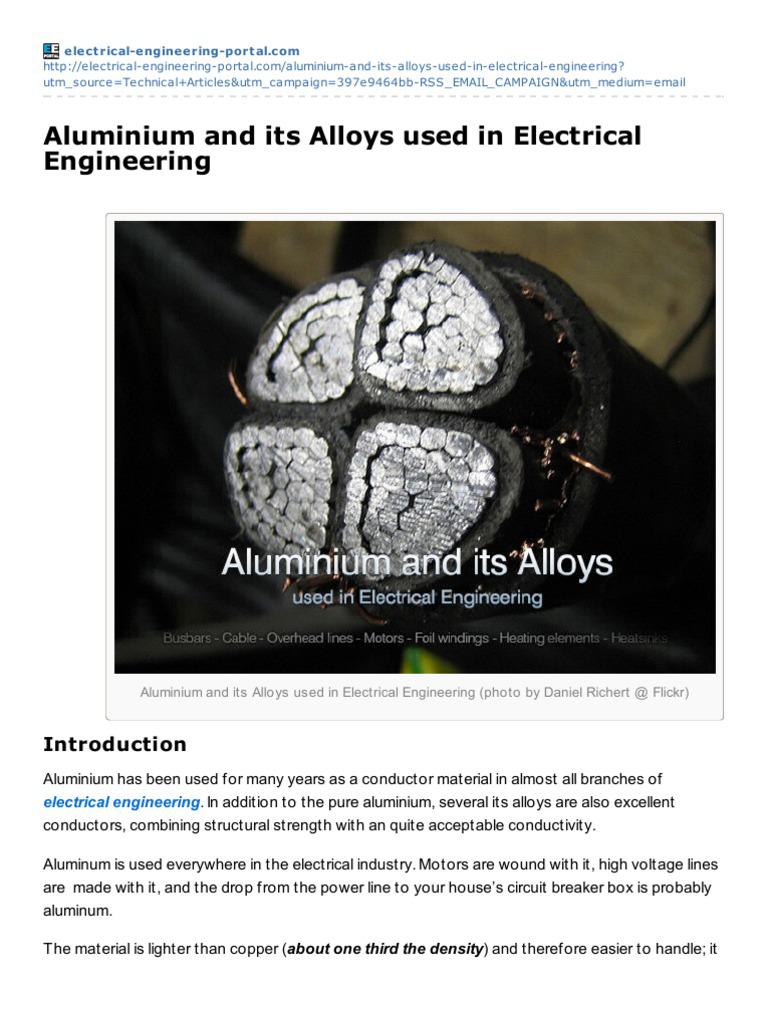 electrical-engineering-portal.com
http://electrical-engineering-portal.com/aluminium-and-its-alloys-used-in-electrical-engineering?
utm_source=Technical+Articles&utm_campaign=397e9464bb-RSS_EMAIL_CAMPAIGN&utm_medium=email
Aluminium and its Alloys used in Electrical
Engineering
Aluminium and its Alloys
used in Electrical Engineering
Busbars - Cable - Overhead lines - Motors - Foil windings - Heating elements - Heatsinks
Aluminium and its Alloys used in Electrical Engineering (photo by Daniel Richert @ Flickr)
Introduction
Aluminium has been used for many years as a conductor material in almost all branches of
electrical engineering. In addition to the pure aluminium, several its alloys are also excellent
conductors, combining structural strength with an quite acceptable conductivity.
Aluminum is used everywhere in the electrical industry. Motors are wound with it, high voltage lines
are made with it, and the drop from the power line to your house’s circuit breaker box is probably
aluminum.
The material is lighter than copper (about one third the density) and therefore easier to handle; it